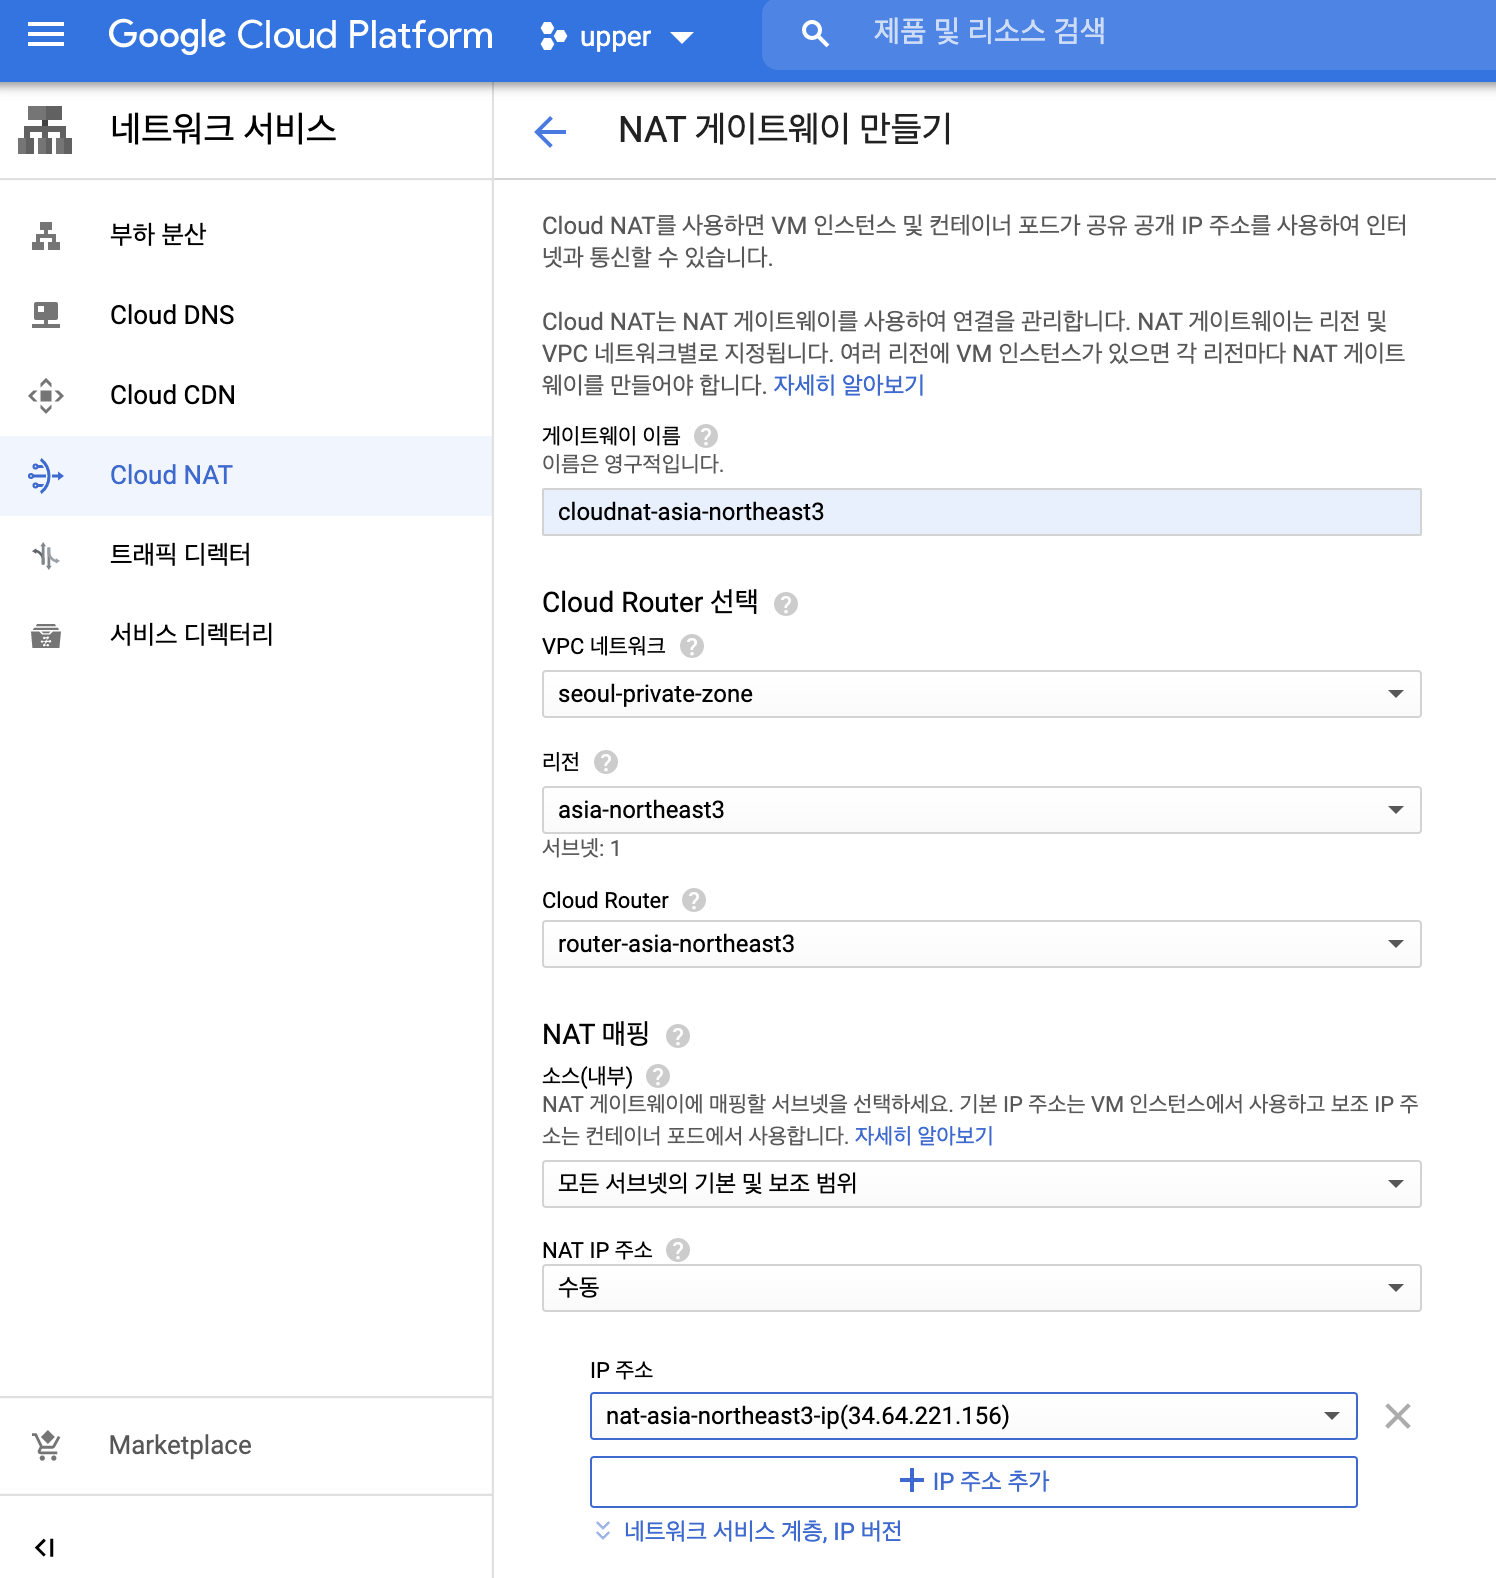 Google Cloud Platform
upper
제품 및 리소스 검색
네트워크 서비스
NAT 게이트웨이 만들기
부하 분산
Cloud DNS
Cloud CDN
Cloud NAT
트래픽 디렉터
서비스 디렉터리
Marketplace
Cloud NAT를 사용하면 VM 인스턴스 및 컨테이너 포드가 공유 공개 IP 주소를 사용하여 인터
넷과 통신할 수 있습니다.
Cloud NAT는 NAT 게이트웨이를 사용하여 연결을 관리합니다. NAT 게이트웨이는 리전 및
VPC 네트워크별로 지정됩니다. 여러 리전에 VM 인스턴스가 있으면 각 리전마다 NAT 게이트
웨이를 만들어야 합니다. 자세히 알아보기
게이트웨이 이름
이름은 영구적입니다.
cloudnat-asia-northeast3
Cloud Router 선택
VPC 네트워크
seoul-private-zone
리전
asia-northeast3
서브넷: 1
Cloud Router
router-asia-northeast3
NAT 매핑
소스(내부)
NAT 게이트웨이에 매핑할 서브넷을 선택하세요. 기본 IP 주소는 VM 인스턴스에서 사용하고 보조 IP 주
소는 컨테이너 포드에서 사용합니다. 자세히 알아보기
모든 서브넷의 기본 및 보조 범위
NAT IP 주소
수동
IP 주소
nat-asia-northeast3-ip(34.64.221.156)
IP 주소 추가
네트워크 서비스 계층, IP 버전